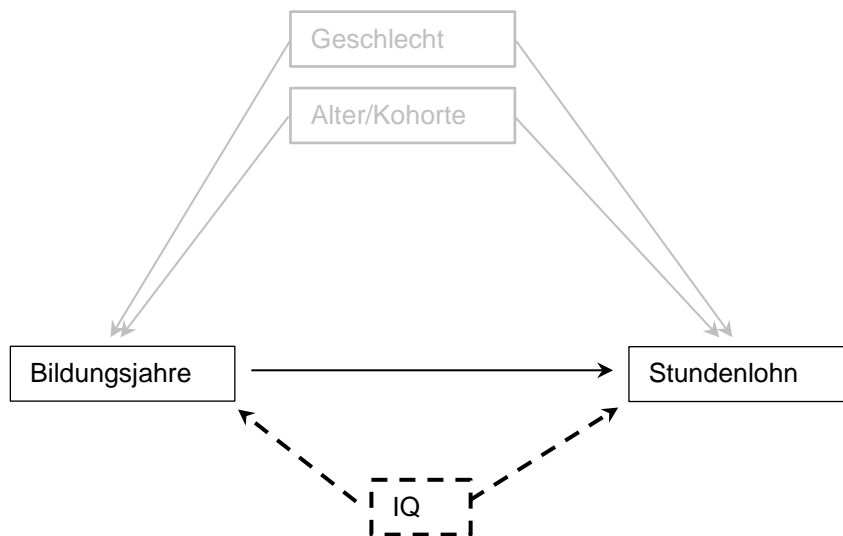 Geschlecht
Alter/Kohorte
Bildungsjahre
Stundenlohn
IQ